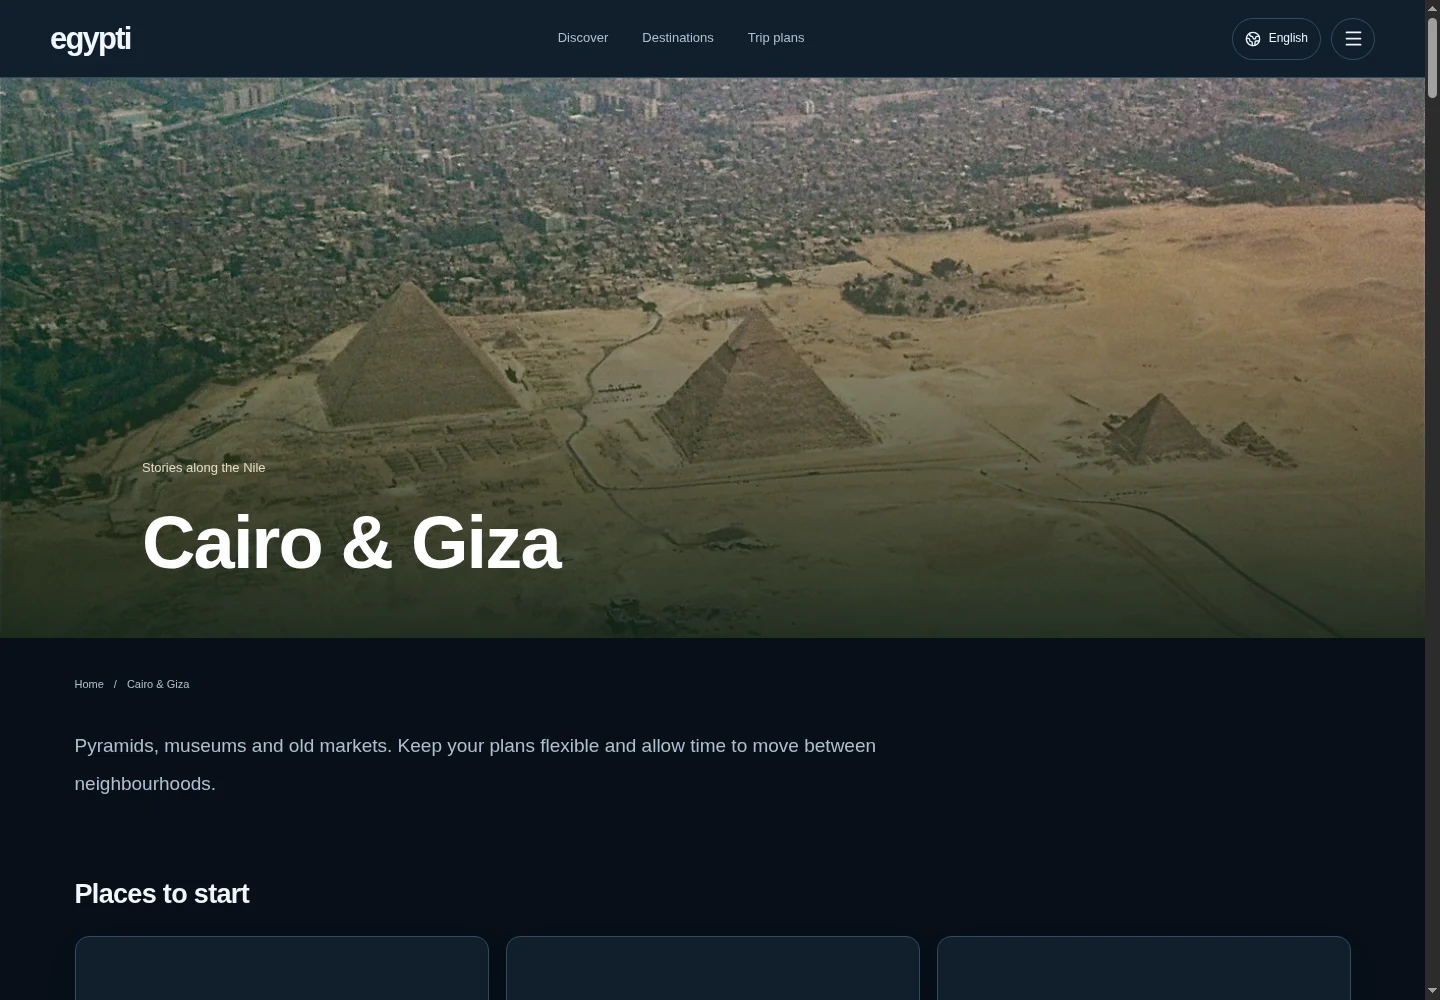 egypti
Discover
Destinations
Trip plans
English
Stories along the Nile
Cairo & Giza
Home / Cairo & Giza
Pyramids, museums and old markets. Keep your plans flexible and allow time to move between
neighbourhoods.
Places to start